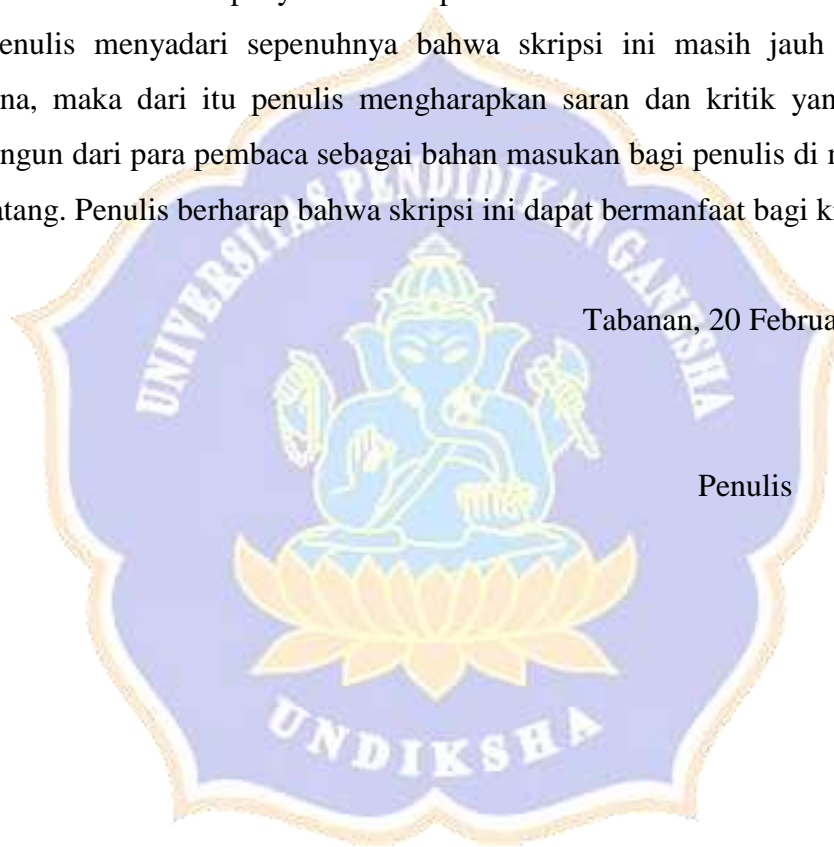 enulis menyadari sepenuhnya bahwa skripsi ini masih jauh
na, maka dari itu penulis mengharapkan saran dan kritik yan
ngun dari para pembaca sebagai bahan masukan bagi penulis di
atang. Penulis berharap bahwa skripsi ini dapat bermanfaat bagi
UNIVERSITAS PENDIDIKAN GANESHA
Tabanan, 20 Februa
Penulis
UNDIKSHA